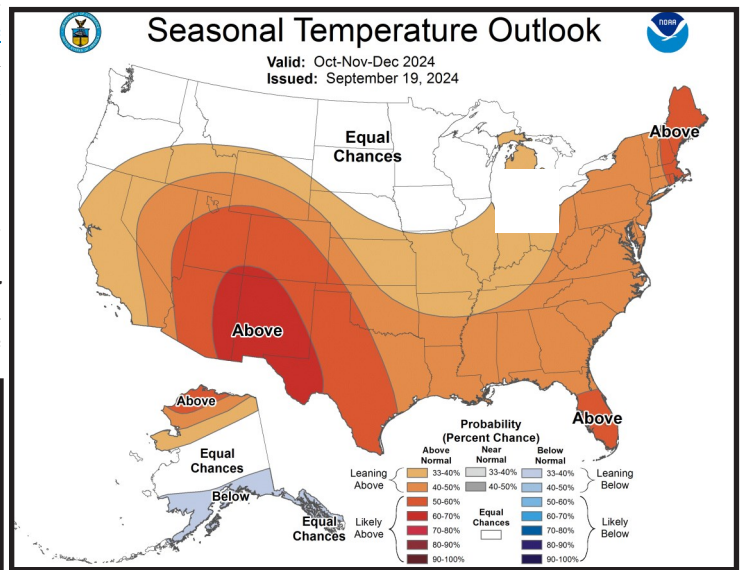 Seasonal Temperature Outlook
NOAA
Valid: Oct-Nov-Dec 2024
Issued: September 19, 2024
Equal
Chances
Above
Above
Above
Above
Equal
Chances
Below
Equal
Chances
Probability
(Percent Chance)
Above
Normal
Near
Normal
Below
Normal
Leaning
Above
33-40%
33-40%
33-40%
Leaning
Below
40-50%
40-50%
40-50%
Likely
Above
50-60%
50-60%
Likely
Below
60-70%
Equal
Chances
60-70%
70-80%
70-80%
80-90%
80-90%
90-100%
90-100%